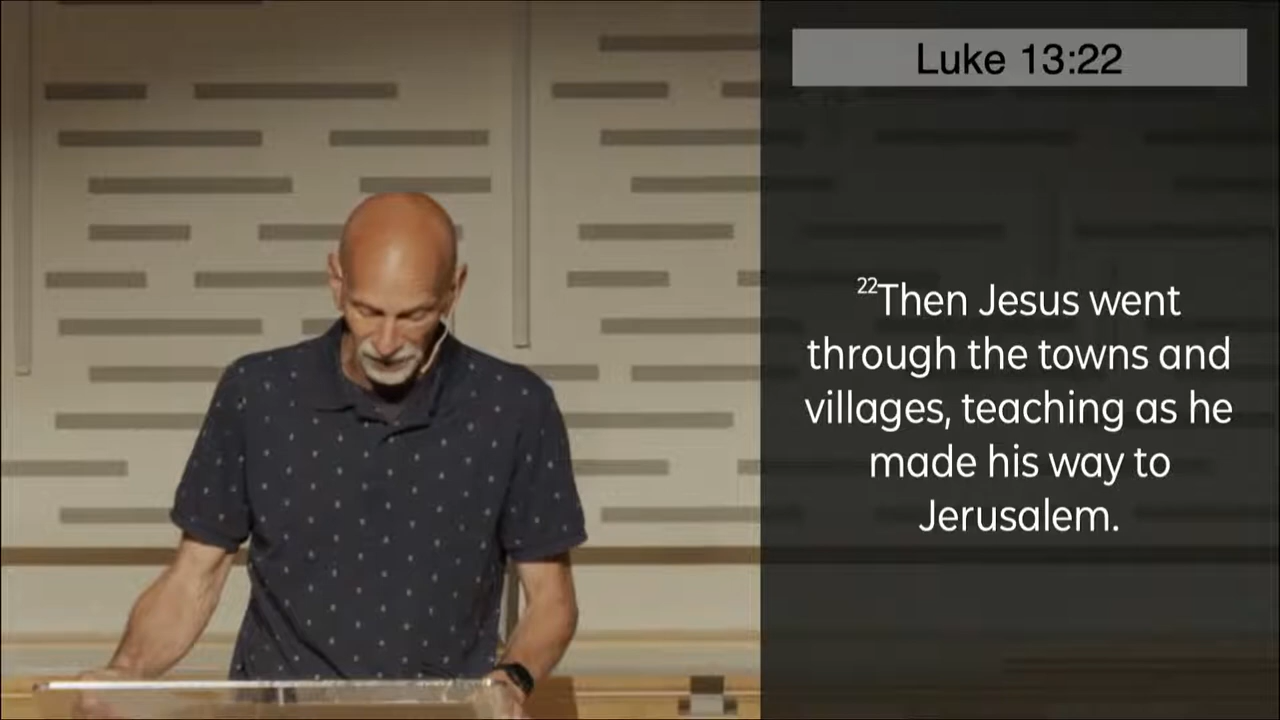 Luke 13:22
22Then Jesus went
through the towns and
villages, teaching as he
made his way to
Jerusalem.